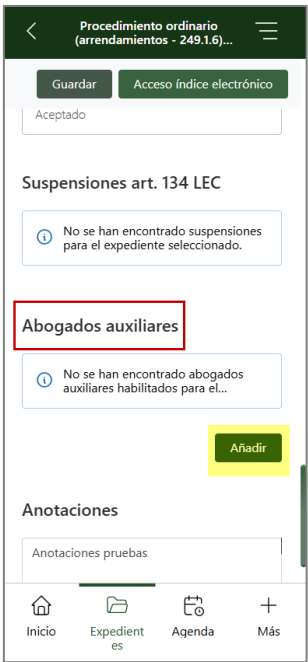 Procedimiento ordinario
(arrendamientos - 249.1.6)...
Guardar
Acceso índice electrónico
Aceptado
Suspensiones art. 134 LEC
No se han encontrado suspensiones
para el expediente seleccionado.
Abogados auxiliares
No se han encontrado abogados
auxiliares habilitados para el...
Añadir
Anotaciones
Anotaciones pruebas
Inicio
Expedient
es
Agenda
Más